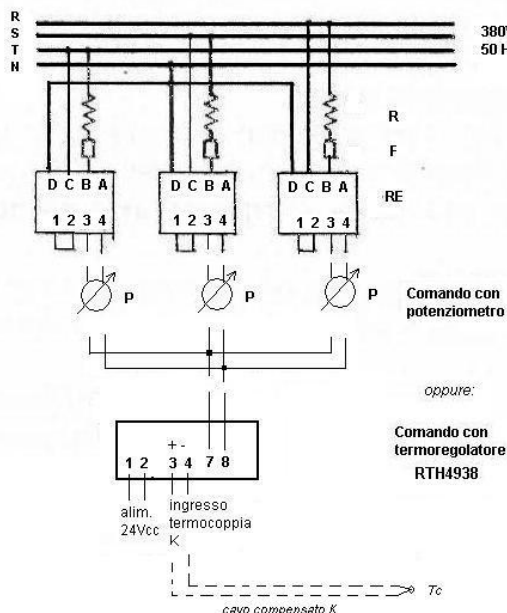 R
S
T
N
380V
50 H
R
F
RE
D C B A
1 2 3 4
D C B A
1 2 3 4
D C B A
1 2 3 4
P
P
P
Comando con
potenziometro
oppure:
Comando con
termoregolatore
RTH4938
+ -
1 2 3 4 7 8
alim.
24Vcc
ingresso
termocoppia
K
Tc
cavo compensato K